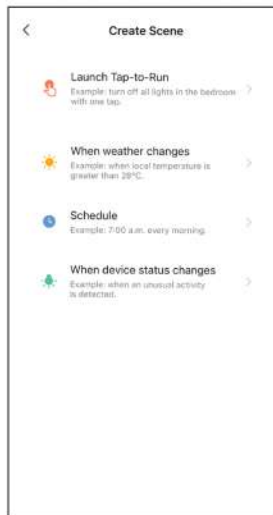 Create Scene
Launch Tap-to-Run
Example: turn off all lights in the bedroom
with one tap.
When weather changes
Example: when local temperature is
greater than 28°C.
Schedule
Example: 7:00 a.m. every morning.
When device status changes
Example: when an unusual activity
is detected.